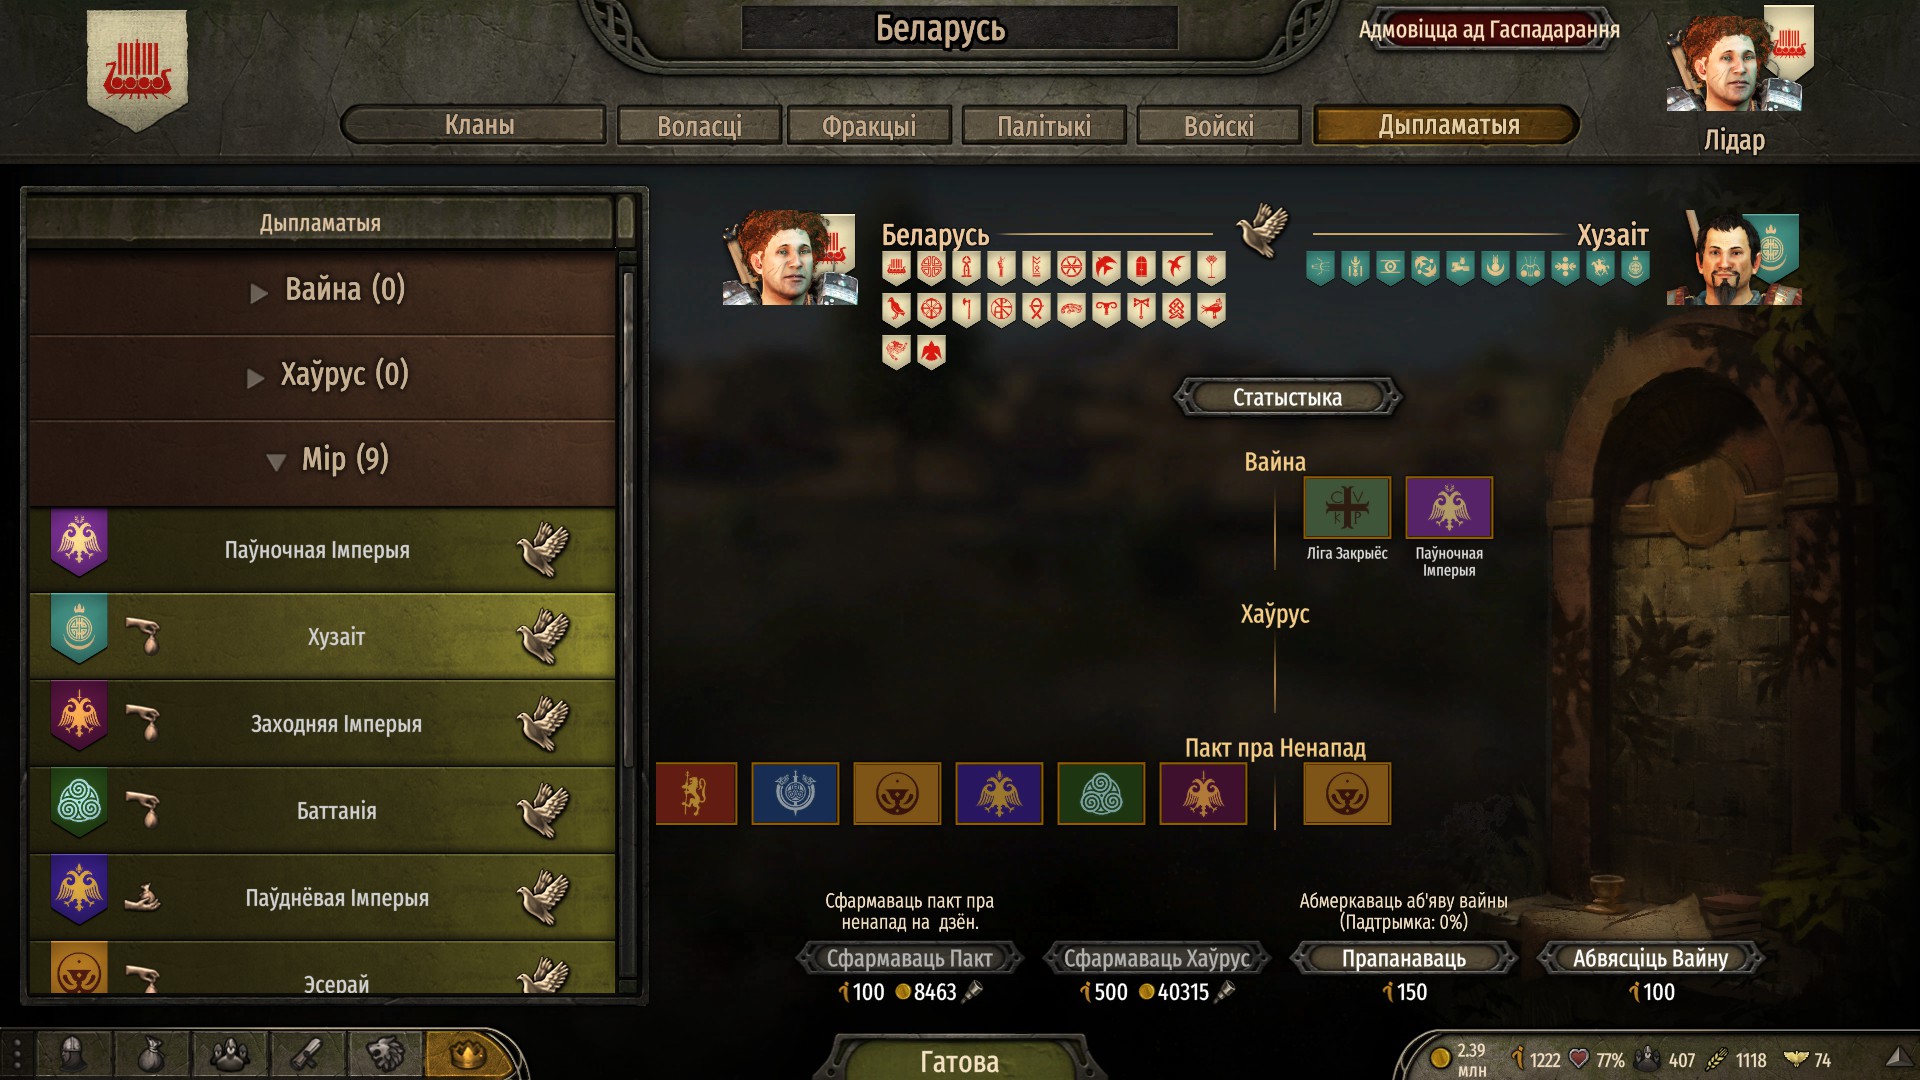 Беларусь
Адмовіцца ад Гаспадарання
Кланы
Воласці
Фракцыі
Палітыкі
Войскі
Дыпламатыя
Лідар
Дыпламатыя
Вайна (0)
Хаўрус (0)
Мір (9)
Паўночная Імперыя
Хузаіт
Заходняя Імперыя
Баттанія
Паўднёвая Імперыя
Эсерай
Беларусь
Хузаіт
Статыстыка
Вайна
Ліга Закрыёс
Паўночная
Імперыя
Хаўрус
Пакт пра Ненапад
Сфармаваць пакт пра
ненапад на дзён.
Сфармаваць Пакт
100 8463
Сфармаваць Хаўрус
500 40315
Абмеркаваць аб'яву вайны
(Падтрымка: 0%)
Прапанаваць
150
Абвясціць Вайну
100
Гатова
2.39
млн
1222 77% 407 1118 74